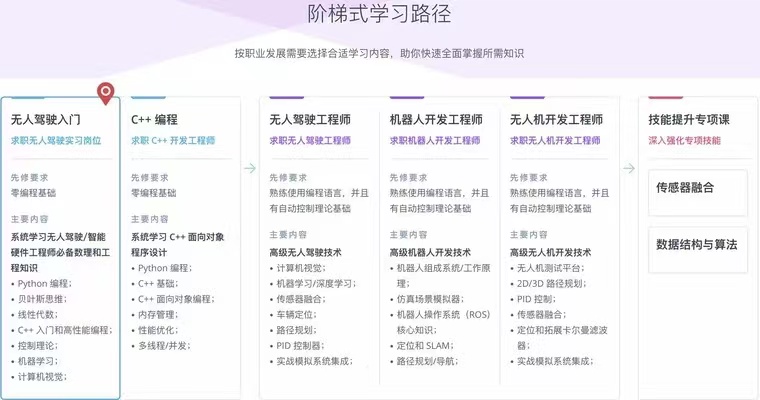 阶梯式学习路径
按职业发展需要选择合适学习内容，助你快速全面掌握所需知识
无人驾驶入门
求职无人驾驶实习岗位
先修要求
零编程基础
主要内容
系统学习无人驾驶/智能
硬件工程师必备数理和工
程知识
• Python 编程；
• 贝叶斯思维；
• 线性代数；
• C++ 入门和高性能编程；
• 控制理论；
• 机器学习；
• 计算机视觉；
C++ 编程
求职 C++ 开发工程师
先修要求
零编程基础
主要内容
系统学习 C++ 面向对象
程序设计
• Python 编程；
• C++ 基础；
• C++ 面向对象编程；
• 内存管理；
• 性能优化；
• 多线程/并发；
无人驾驶工程师
求职无人驾驶工程师
先修要求
熟练使用编程语言，并且
有自动控制理论基础
主要内容
高级无人驾驶技术
• 计算机视觉；
• 机器学习/深度学习；
• 传感器融合；
• 车辆定位；
• 路径规划；
• PID 控制器；
• 实战模拟系统集成；
机器人开发工程师
求职机器人开发工程师
先修要求
熟练使用编程语言，并且
有自动控制理论基础
主要内容
高级机器人开发技术
• 机器人组成系统/工作原
理；
• 仿真场景模拟器；
• 机器人操作系统（ROS）
核心知识；
• 定位和 SLAM；
• 路径规划/导航；
无人机开发工程师
求职无人机开发工程师
先修要求
熟练使用编程语言，并且
有自动控制理论基础
主要内容
高级无人机开发技术
• 无人机测试平台；
• 2D/3D 路径规划；
• PID 控制；
• 传感器融合；
• 定位和拓展卡尔曼滤波
器；
• 实战模拟系统集成；
技能提升专项课
深入强化专项技能
传感器融合
数据结构与算法